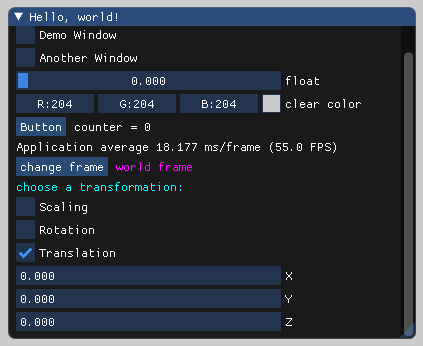 Hello, world!
Demo Window
Another Window
0.000 float
R:204 G:204 B:204 clear color
Button counter = 0
Application average 18.177 ms/frame (55.0 FPS)
change frame world frame
choose a transformation:
Scaling
Rotation
Translation
0.000 X
0.000 Y
0.000 Z